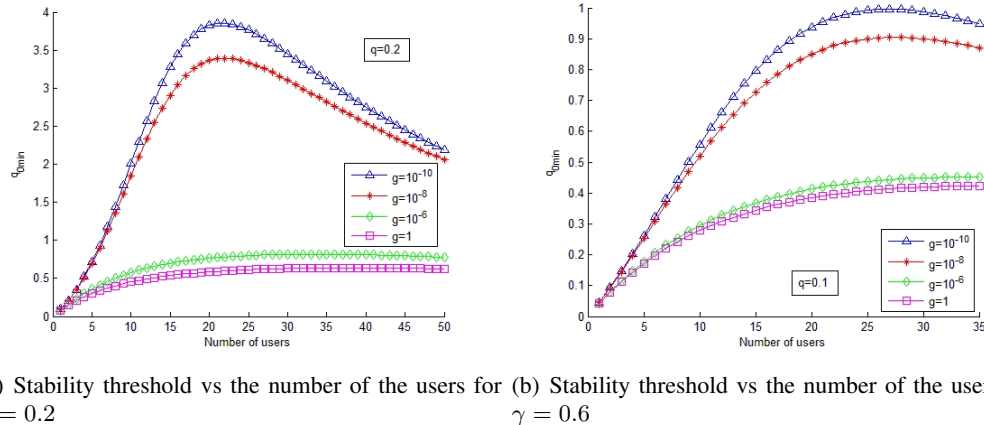 4
3.5
3
2.5
2
1.5
1
0.5
0
q0min
0 5 10 15 20 25 30 35 40 45 50
Number of users
q=0.2
g=10^-10
g=10^-8
g=10^-6
g=1
1
0.9
0.8
0.7
0.6
0.5
0.4
0.3
0.2
0.1
0
q0min
0 5 10 15 20 25 30 35
Number of users
q=0.1
g=10^-10
g=10^-8
g=10^-6
g=1
) Stability threshold vs the number of the users for
= 0.2
(b) Stability threshold vs the number of the user
γ = 0.6